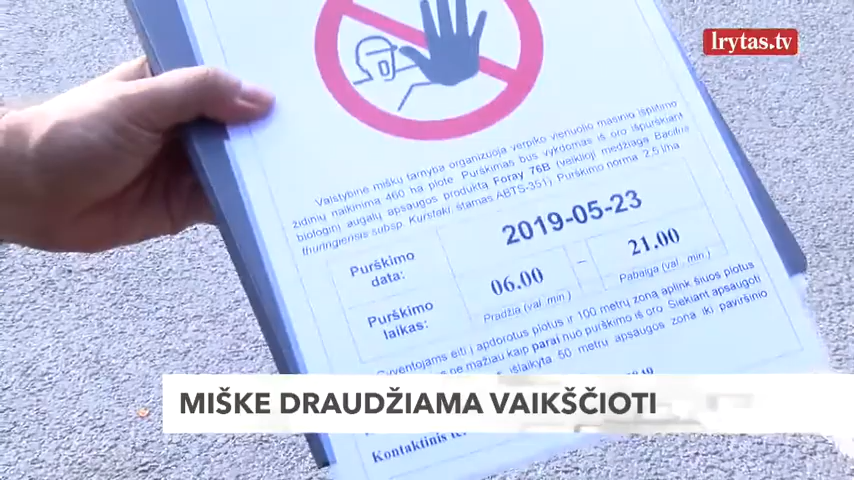 lrytas.tv
Valstybinė miškų tarnyba organizuoja verpiko vienuolio masinio išplitimo
židinių naikinimą 460 ha plote. Purškimas bus vykdomas iš oro išpurškiant
biologinį augalų apsaugos produktą Foray 76B (veiklioji medžiaga Bacillus
thuringiensis subsp. Kurstaki, štamas ABTS-351). Purškimo norma 2,5 l/ha
Purškimo data:
2019-05-23
Purškimo laikas:
06.00 – 21.00
Pradžia (val. min.) Pabaiga (val. min.)
Gyventojams eiti į apdorotus plotus ir 100 metrų zoną aplink šiuos plotus
ne mažiau kaip parai nuo purškimo iš oro. Siekiant apsaugoti
išlaikyta 50 metrų apsaugos zona iki paviršinio
MIŠKE DRAUDŽIAMA VAIKŠČIOTI
Kontaktinis